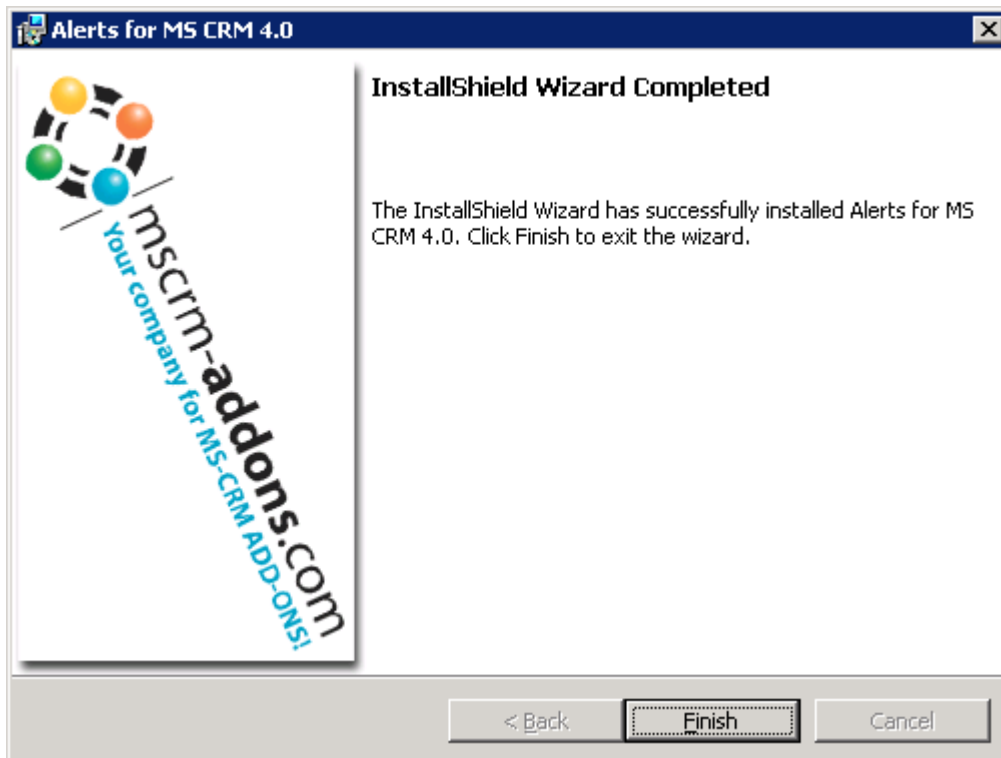 Alerts for MS CRM 4.0
InstallShield Wizard Completed
The InstallShield Wizard has successfully installed Alerts for MS
CRM 4.0. Click Finish to exit the wizard.
mscrm-addons.com
Your company for MS-CRM ADD-ONS!
< Back
Finish
Cancel